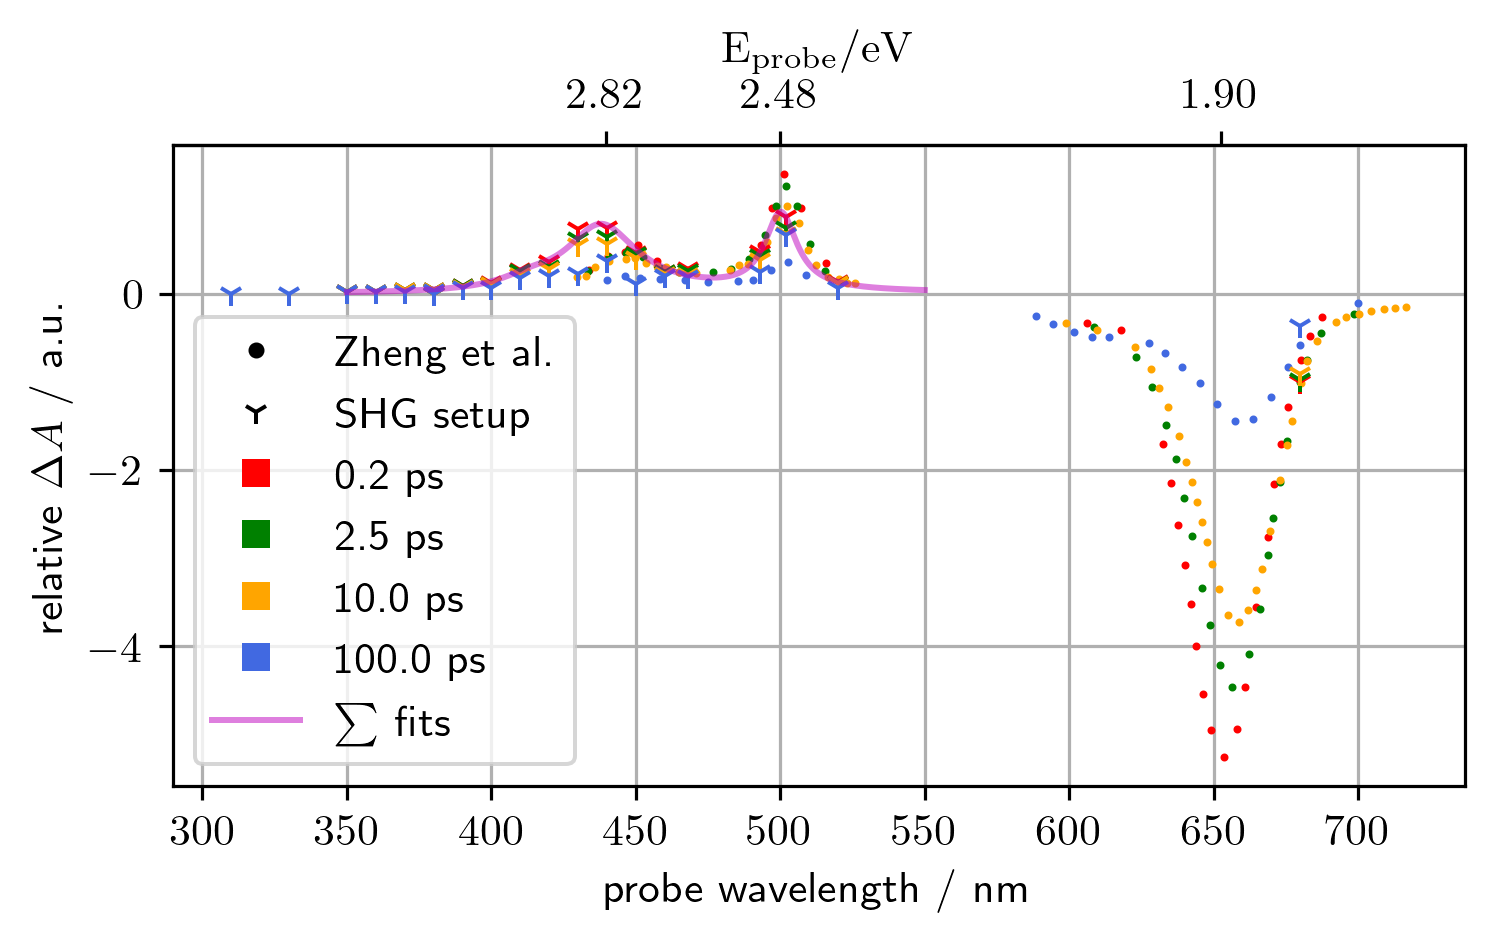 E_probe/eV
2.82 2.48 1.90
relative ΔA / a.u.
0
−2
−4
Zheng et al.
SHG setup
0.2 ps
2.5 ps
10.0 ps
100.0 ps
∑ fits
300 350 400 450 500 550 600 650 700
probe wavelength / nm